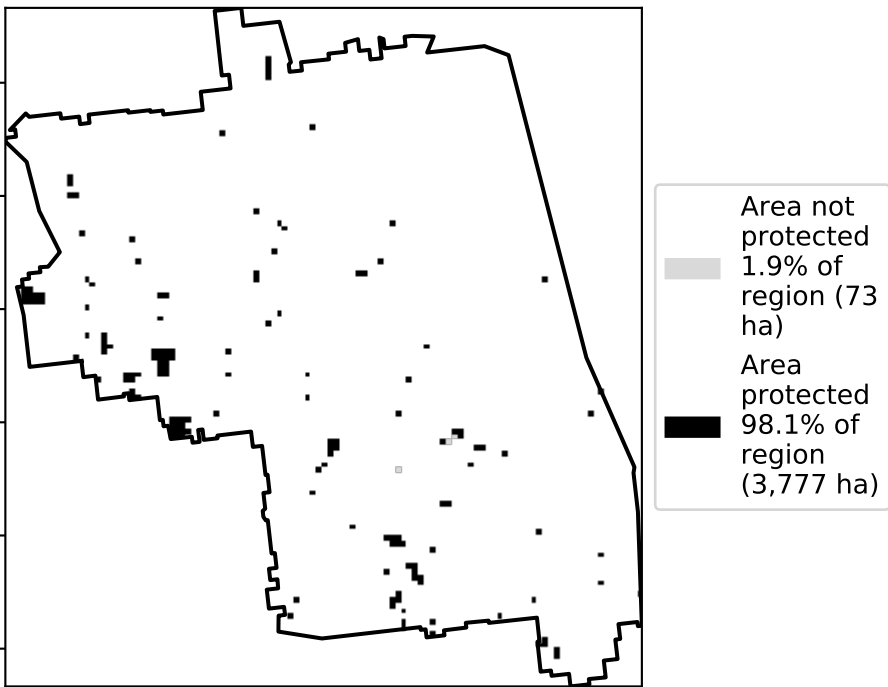 Area not
protected
1.9% of
region (73
ha)
Area
protected
98.1% of
region
(3,777 ha)